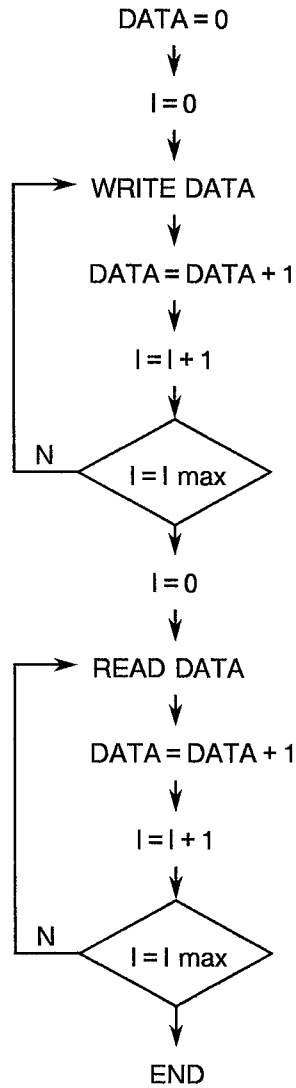 DATA = 0
I = 0
WRITE DATA
DATA = DATA + 1
I = I + 1
N
I = I max
I = 0
READ DATA
DATA = DATA + 1
I = I + 1
N
I = I max
END